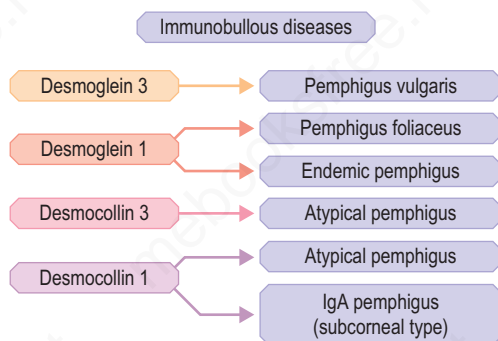 Immunobullous diseases
Desmoglein 3
Pemphigus vulgaris
Desmoglein 1
Pemphigus foliaceus
Endemic pemphigus
Desmocollin 3
Atypical pemphigus
Desmocollin 1
Atypical pemphigus
IgA pemphigus
(subcorneal type)